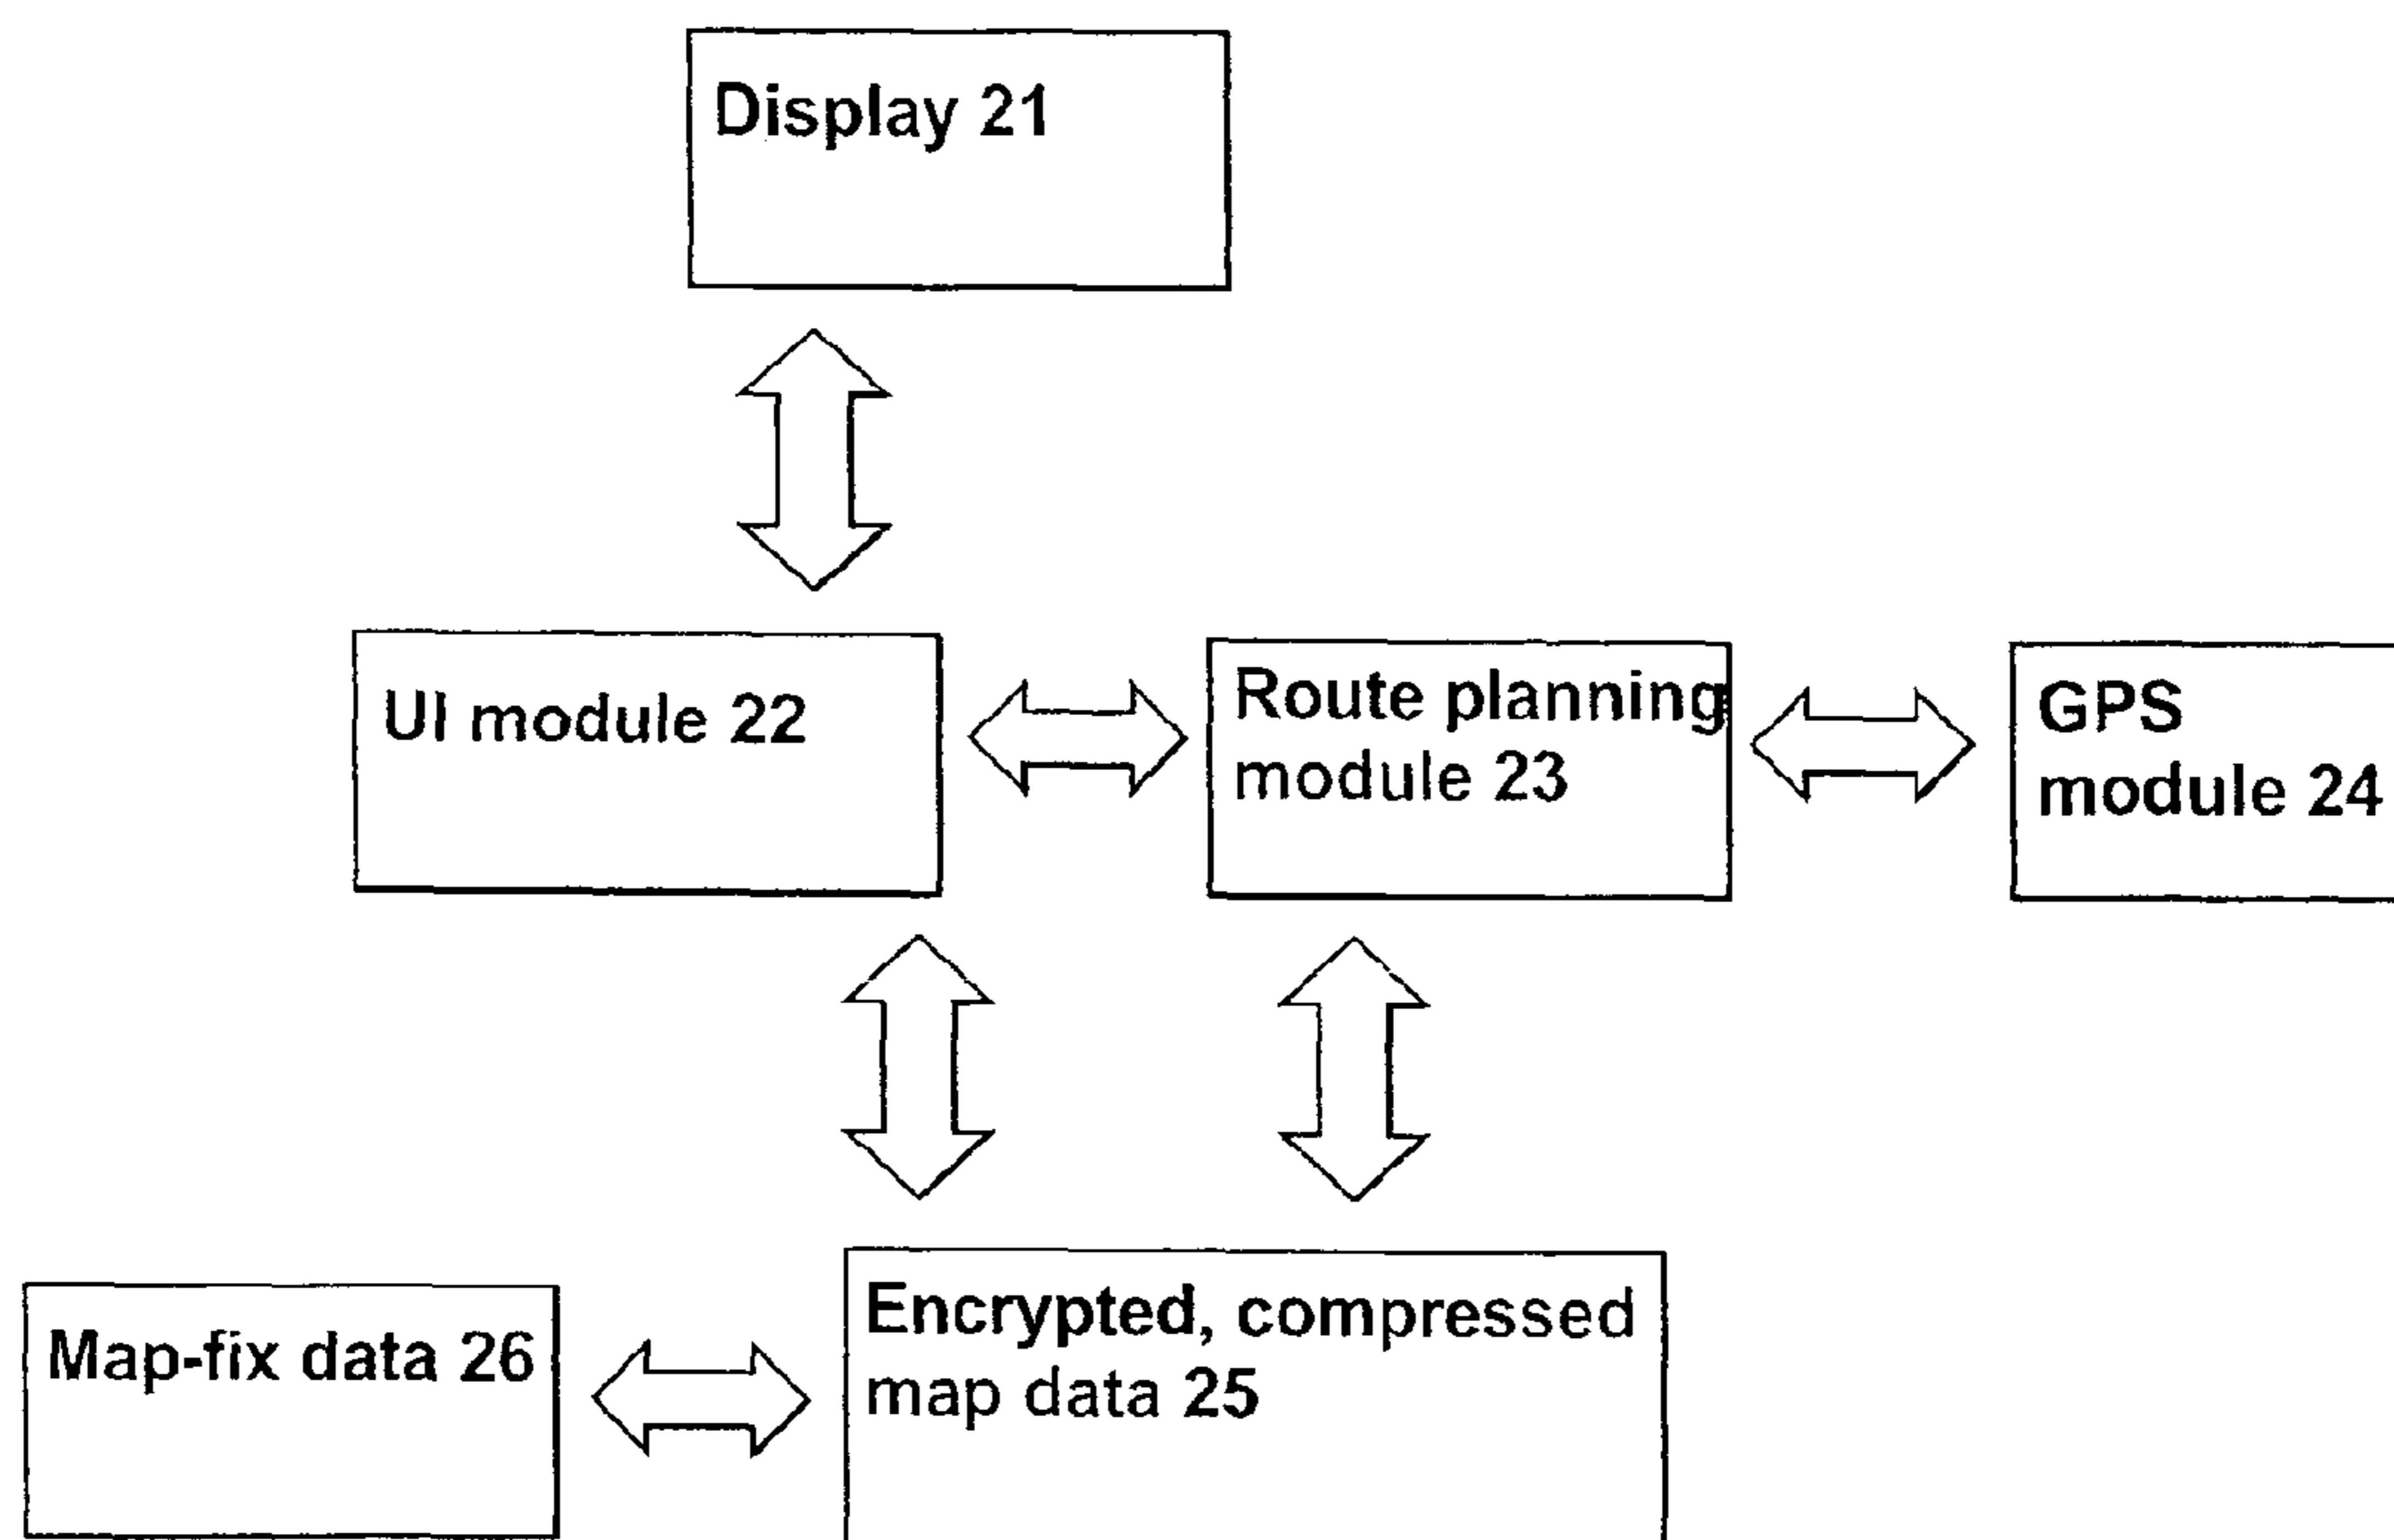 Display 21
UI module 22
Route planning
module 23
GPS
module 24
Map-fix data 26
Encrypted, compressed
map data 25